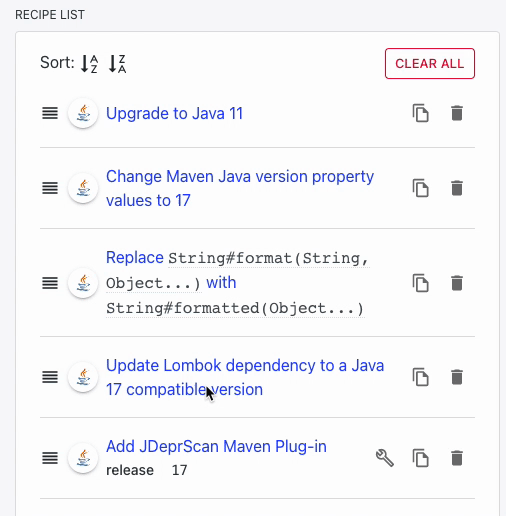 RECIPE LIST
Sort: A Z Z A
CLEAR ALL
Upgrade to Java 11
Change Maven Java version property
values to 17
Replace String#format(String,
Object...) with
String#formatted(Object...)
Update Lombok dependency to a Java
17 compatible version
Add JDeprScan Maven Plug-in
release 17